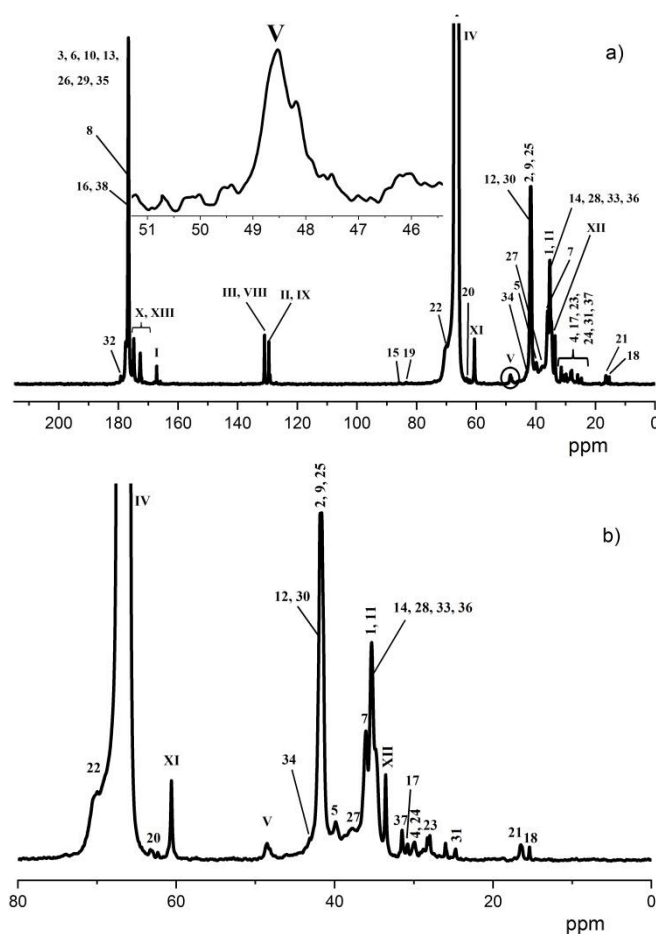 V
IV
a)
3, 6, 10, 13,
26, 29, 35
8
16, 38
2, 9, 25
12, 30
1, 11
14, 28, 33, 36
XII
7
27
5
34
III, VIII
II, IX
20
22
XI
X, XIII
32
I
15
19
V
4, 17, 23,
24, 31, 37
21
18
51 50 49 48 47 46
200 180 160 140 120 100 80 60 40 20 0
ppm
IV
b)
2, 9, 25
12, 30
1, 11
14, 28, 33, 36
7
XII
17
XI
34
22
V
5
27
37
4, 24
23
20
31
21
18
80 60 40 20 0
ppm